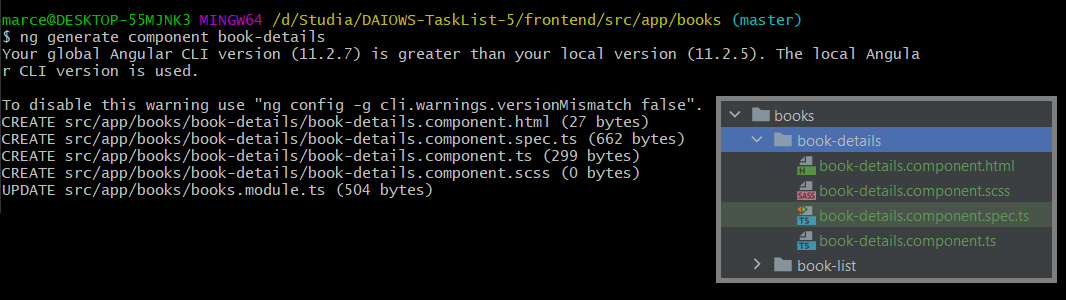 marce@DESKTOP-55MJNK3 MINGW64 /d/Studia/DAIOWS-TaskList-5/frontend/src/app/books (master)
$ ng generate component book-details
Your global Angular CLI version (11.2.7) is greater than your local version (11.2.5). The local Angula
r CLI version is used.
To disable this warning use "ng config -g cli.warnings.versionMismatch false".
CREATE src/app/books/book-details/book-details.component.html (27 bytes)
CREATE src/app/books/book-details/book-details.component.spec.ts (662 bytes)
CREATE src/app/books/book-details/book-details.component.ts (299 bytes)
CREATE src/app/books/book-details/book-details.component.scss (0 bytes)
UPDATE src/app/books/books.module.ts (504 bytes)
books
book-details
H book-details.component.html
SASS book-details.component.scss
TS book-details.component.spec.ts
TS book-details.component.ts
book-list